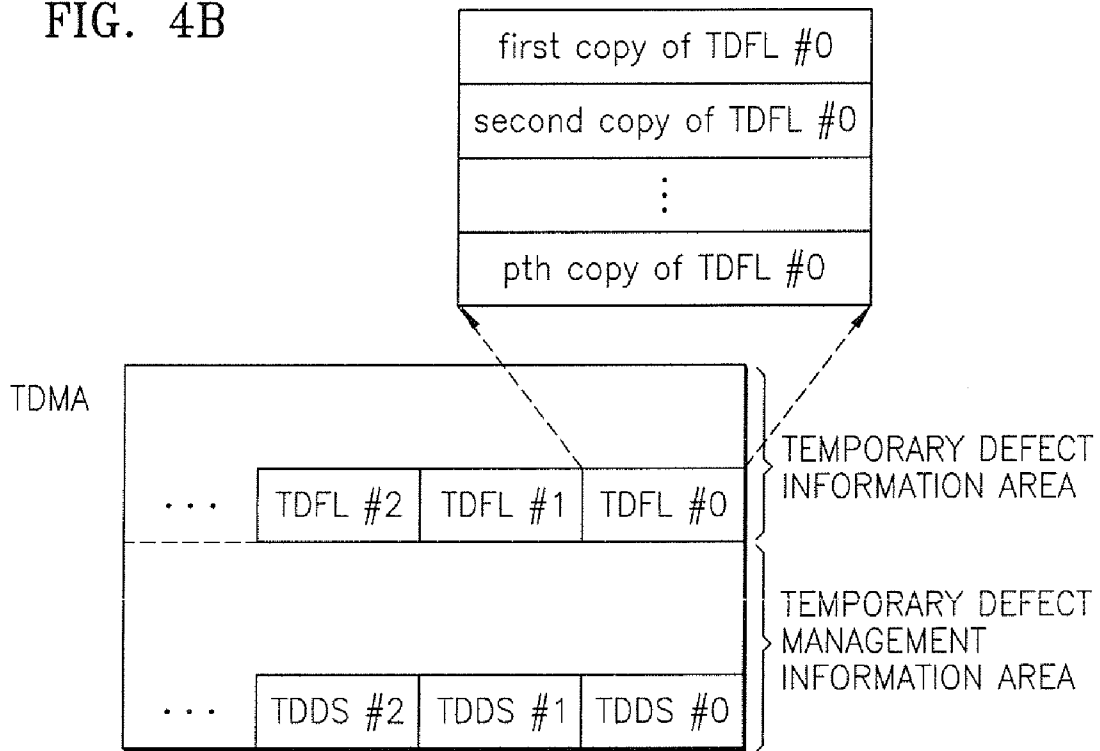 FIG. 4B
first copy of TDFL #0
second copy of TDFL #0
⋮
pth copy of TDFL #0
TDMA
TEMPORARY DEFECT
INFORMATION AREA
... TDFL #2 TDFL #1 TDFL #0
TEMPORARY DEFECT
MANAGEMENT
INFORMATION AREA
... TDDS #2 TDDS #1 TDDS #0